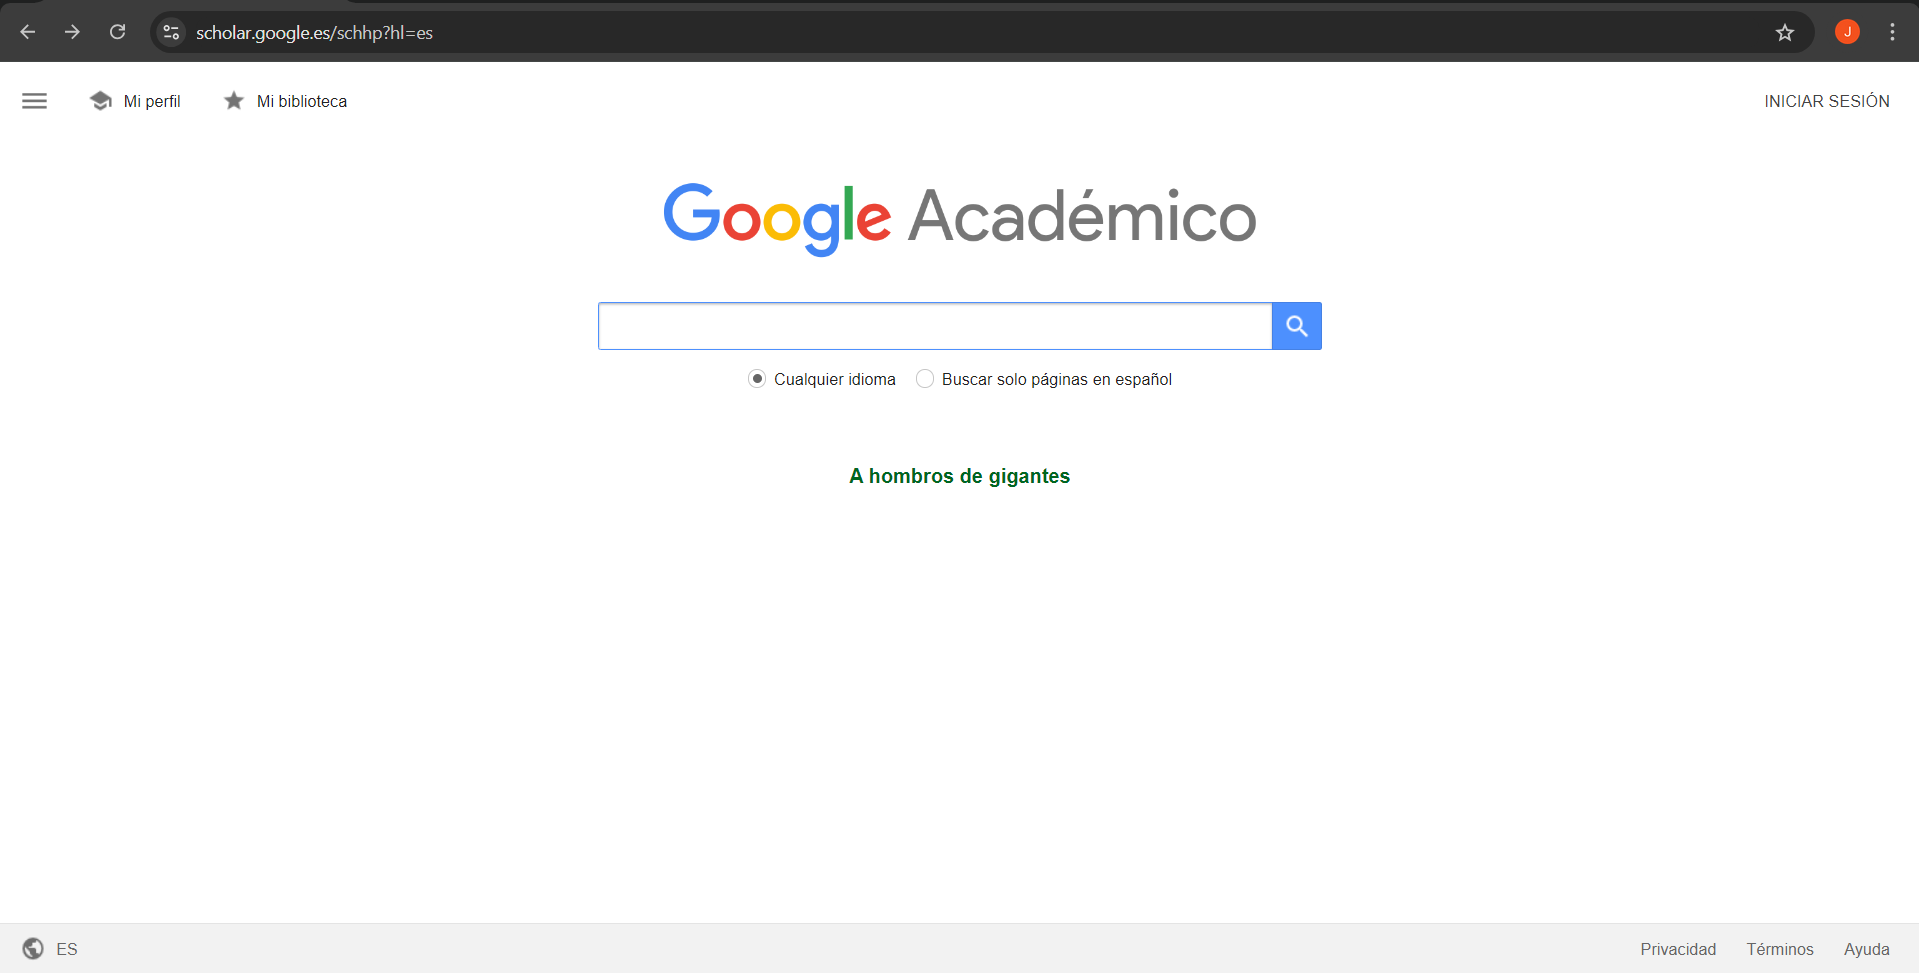 scholar.google.es/schhp?hl=es
J
Mi perfil
Mi biblioteca
INICIAR SESIÓN
Google Académico
Cualquier idioma
Buscar solo páginas en español
A hombros de gigantes
ES
Privacidad
Términos
Ayuda